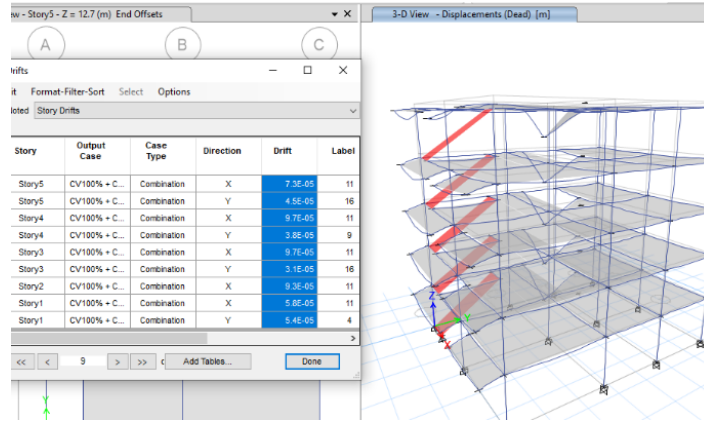 ew - Story5 - Z = 12.7 (m) End Offsets
3-D View - Displacements (Dead) [m]
A B C
Drifts
it Format-Filter-Sort Select Options
loted Story Drifts
Story Output Case Case Type Direction Drift Label
Story5 CV100% + C... Combination X 7.3E-05 11
Story5 CV100% + C... Combination Y 4.5E-05 16
Story4 CV100% + C... Combination X 9.7E-05 11
Story4 CV100% + C... Combination Y 3.8E-05 9
Story3 CV100% + C... Combination X 9.7E-05 11
Story3 CV100% + C... Combination Y 3.1E-05 16
Story2 CV100% + C... Combination X 9.3E-05 11
Story1 CV100% + C... Combination X 5.8E-05 11
Story1 CV100% + C... Combination Y 5.4E-05 4
<< < 9 > >> Add Tables... Done
Y
Z Y X